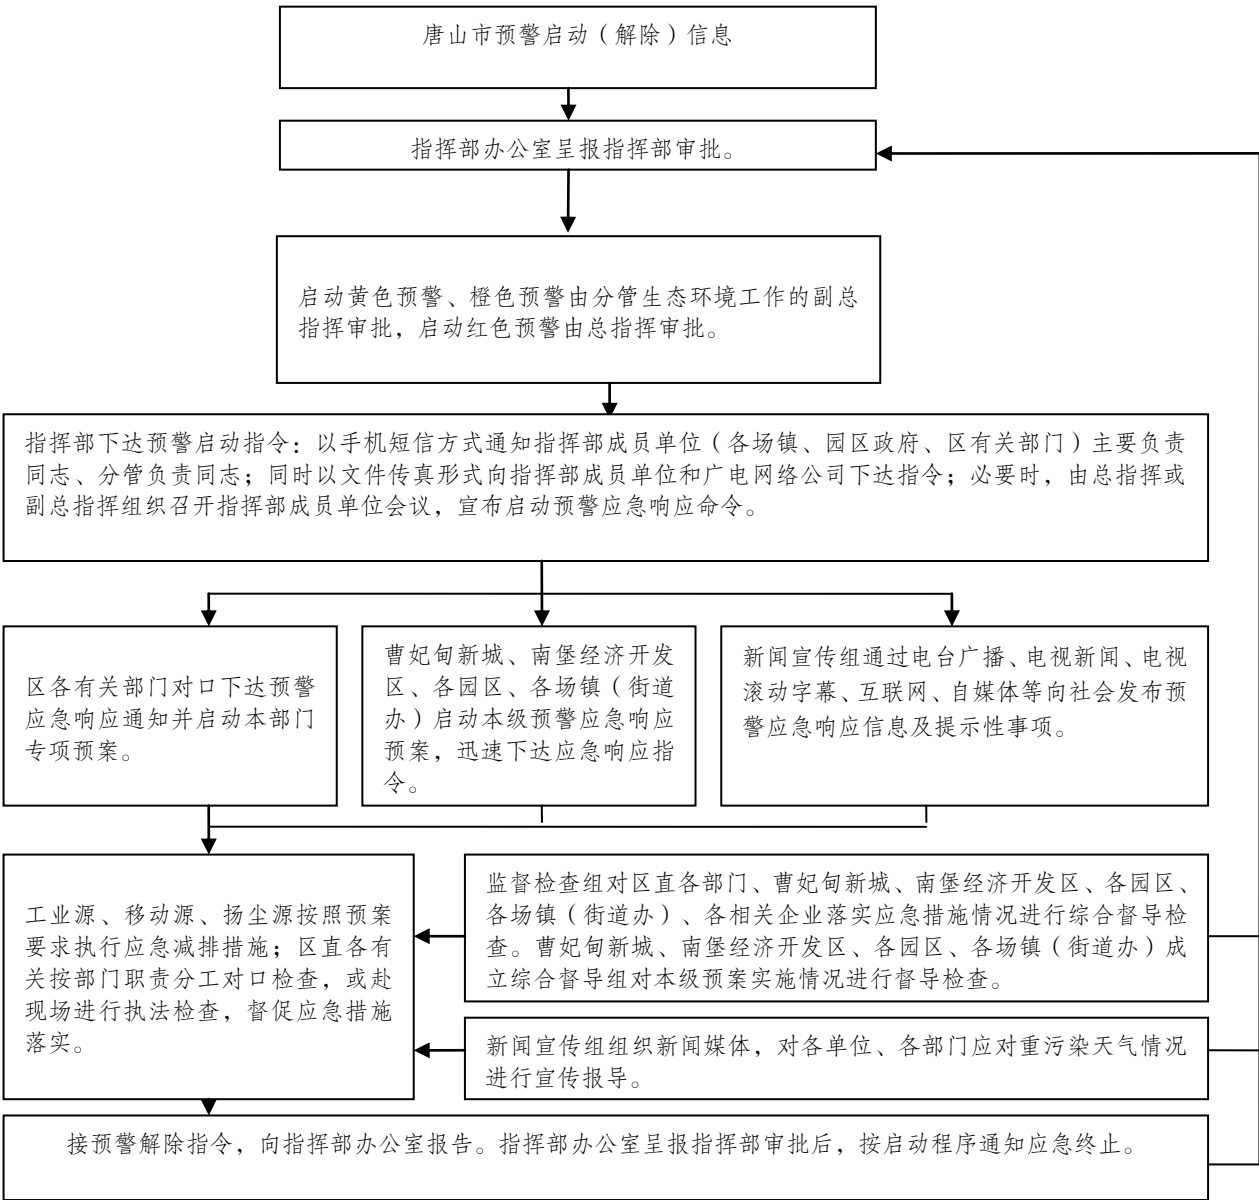 唐山市预警启动（解除）信息
指挥部办公室呈报指挥部审批。
启动黄色预警、橙色预警由分管生态环境工作的副总
指挥审批，启动红色预警由总指挥审批。
指挥部下达预警启动指令：以手机短信方式通知指挥部成员单位（各场镇、园区政府、区有关部门）主要负责
同志、分管负责同志；同时以文件传真形式向指挥部成员单位和广电网络公司下达指令；必要时，由总指挥或
副总指挥组织召开指挥部成员单位会议，宣布启动预警应急响应命令。
区各有关部门对口下达预警
应急响应通知并启动本部门
专项预案。
曹妃甸新城、南堡经济开发
区、各园区、各场镇（街道
办）启动本级预警应急响应
预案，迅速下达应急响应指
令。
新闻宣传组通过电台广播、电视新闻、电视
滚动字幕、互联网、自媒体等向社会发布预
警应急响应信息及提示性事项。
工业源、移动源、扬尘源按照预案
要求执行应急减排措施；区直各有
关按部门职责分工对口检查，或赴
现场进行执法检查，督促应急措施
落实。
监督检查组对区直各部门、曹妃甸新城、南堡经济开发区、各园区、
各场镇（街道办）、各相关企业落实应急措施情况进行综合督导检
查。曹妃甸新城、南堡经济开发区、各园区、各场镇（街道办）成
立综合督导组对本级预案实施情况进行督导检查。
新闻宣传组组织新闻媒体，对各单位、各部门应对重污染天气情况
进行宣传报导。
接预警解除指令，向指挥部办公室报告。指挥部办公室呈报指挥部审批后，按启动程序通知应急终止。